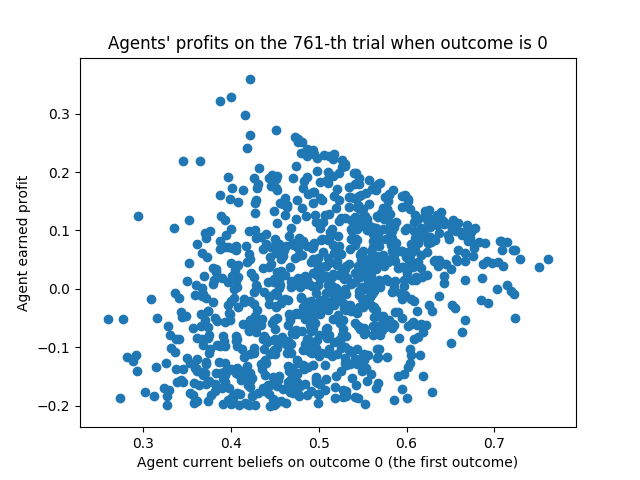 Agents' profits on the 761-th trial when outcome is 0
Agent earned profit
0.3
0.2
0.1
0.0
−0.1
−0.2
0.3 0.4 0.5 0.6 0.7
Agent current beliefs on outcome 0 (the first outcome)